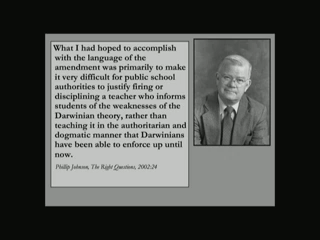 What I had hoped to accomplish
with the language of the
amendment was primarily to make
it very difficult for public school
authorities to justify firing or
disciplining a teacher who informs
students of the weaknesses of the
Darwinian theory, rather than
teaching it in the authoritarian and
dogmatic manner that Darwinians
have been able to enforce up until
now.
Phillip Johnson, The Right Questions, 2002:24